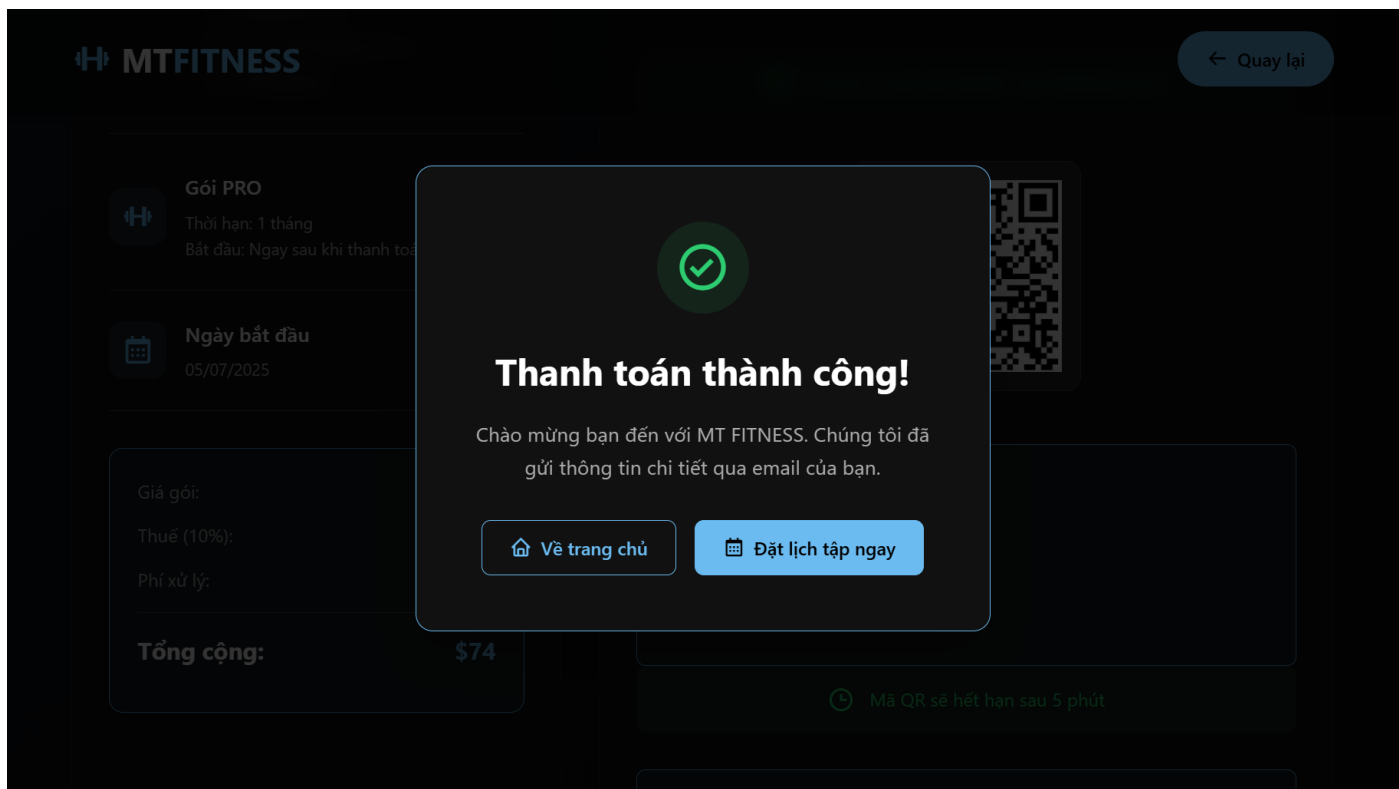 MTFITNESS
Quay lại
Gói PRO
Thời hạn: 1 tháng
Bắt đầu: Ngay sau khi thanh toá
Ngày bắt đầu
05/07/2025
Giá gói:
Thuế (10%):
Phí xử lý:
Tổng cộng: $74
Thanh toán thành công!
Chào mừng bạn đến với MT FITNESS. Chúng tôi đã
gửi thông tin chi tiết qua email của bạn.
Về trang chủ
Đặt lịch tập ngay
Mã QR sẽ hết hạn sau 5 phút